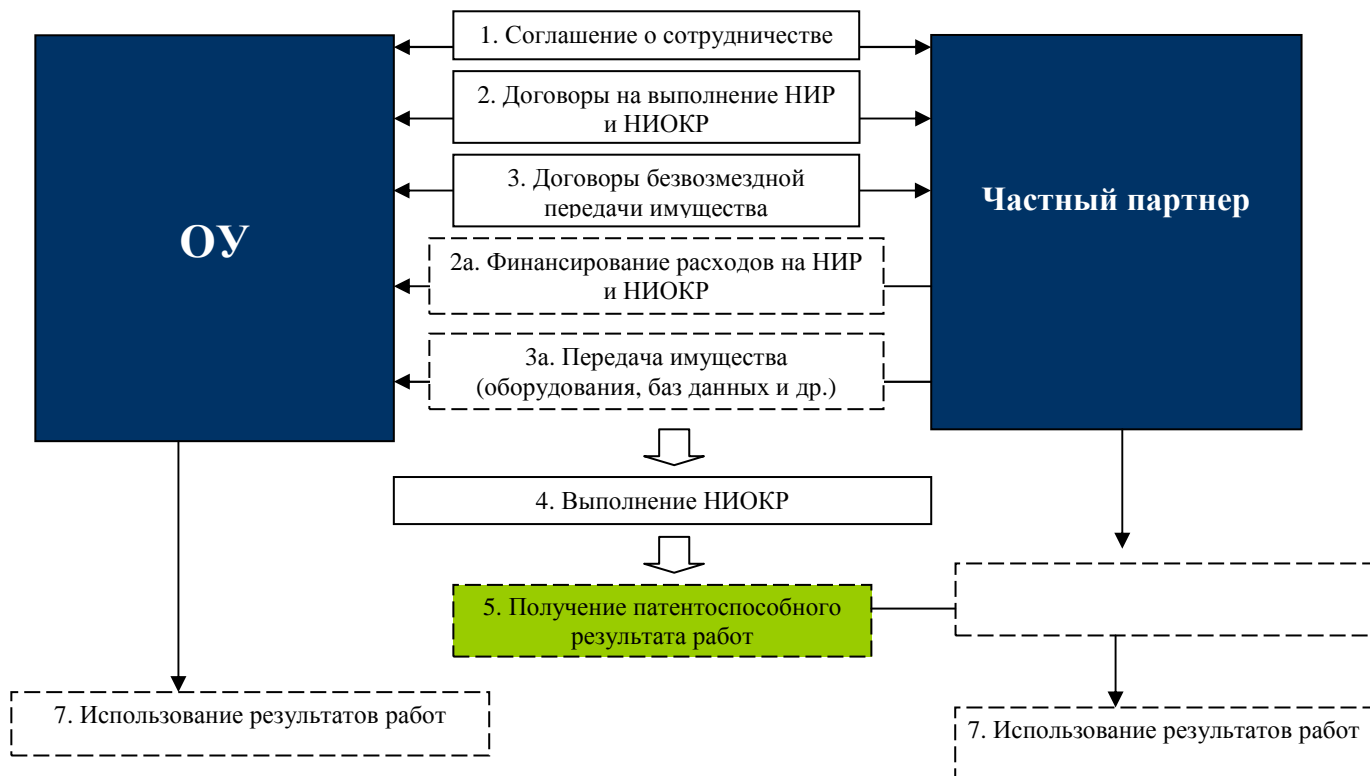 1. Соглашение о сотрудничестве
2. Договоры на выполнение НИР
и НИОКР
3. Договоры безвозмездной
передачи имущества
ОУ
Частный партнер
2а. Финансирование расходов на НИР
и НИОКР
3а. Передача имущества
(оборудования, баз данных и др.)
4. Выполнение НИОКР
5. Получение патентоспособного
результата работ
7. Использование результатов работ
7. Использование результатов работ